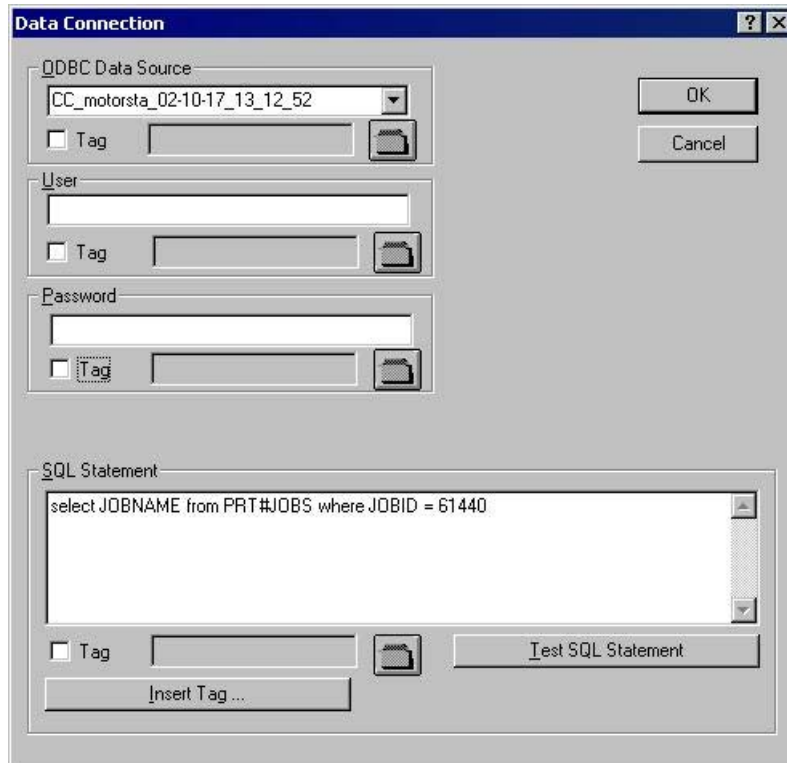 Data Connection
ODBC Data Source
CC_motorsta_02-10-17_13_12_52
OK
Tag
Cancel
User
Tag
Password
Tag
SQL Statement
select JOBNAME from PRT#JOBS where JOBID = 61440
Tag
Test SQL Statement
Insert Tag ...